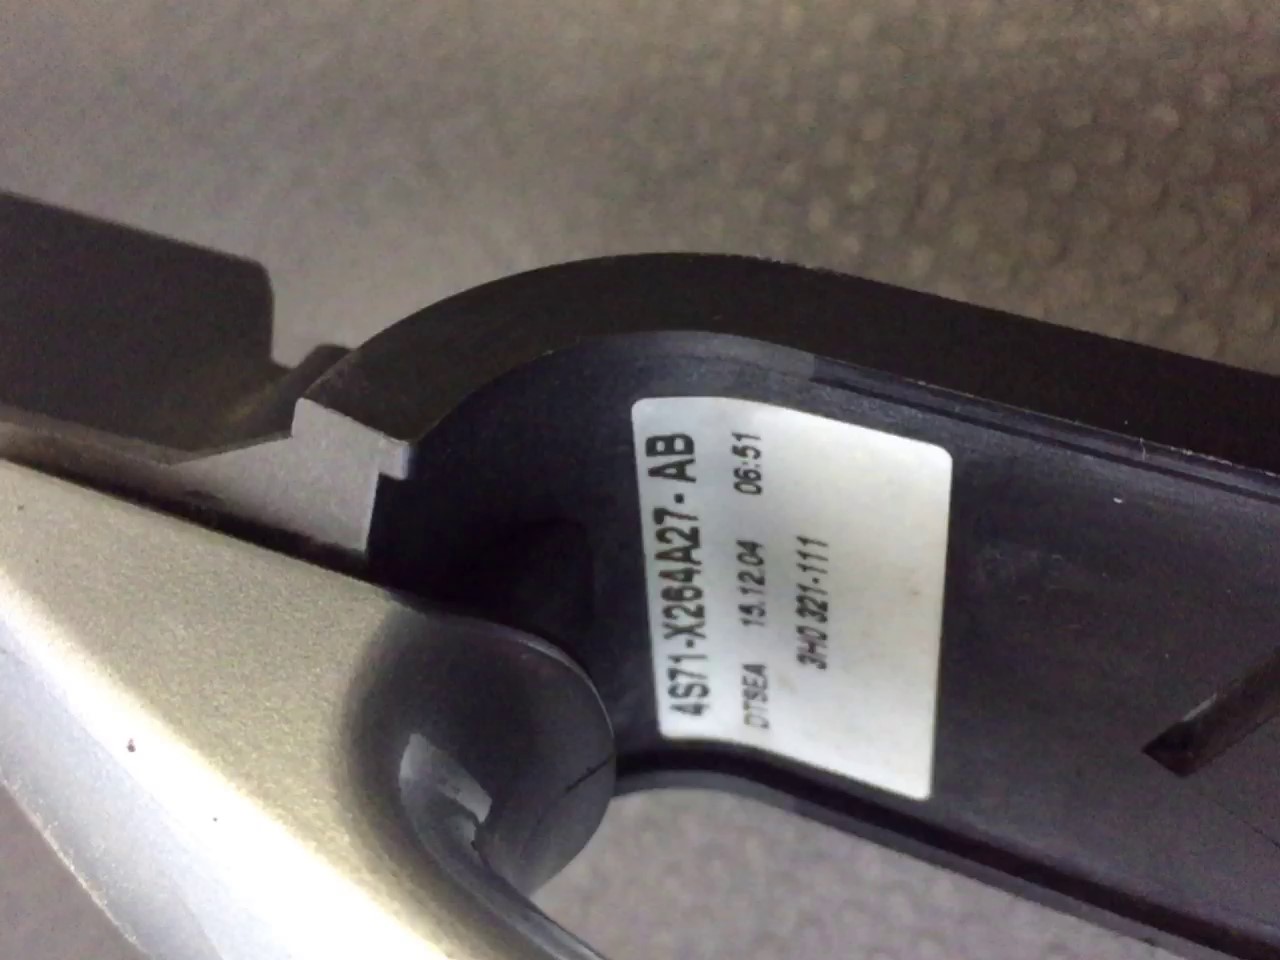 4S71-X264A27-AB
DTSEA 15.12.04 06:51
3H0 321-111